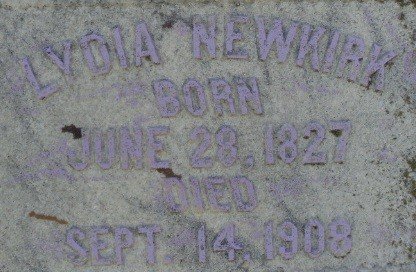 LYDIA NEWKIRK
BORN
JUNE 28, 1827
DIED
SEPT. 14, 1908